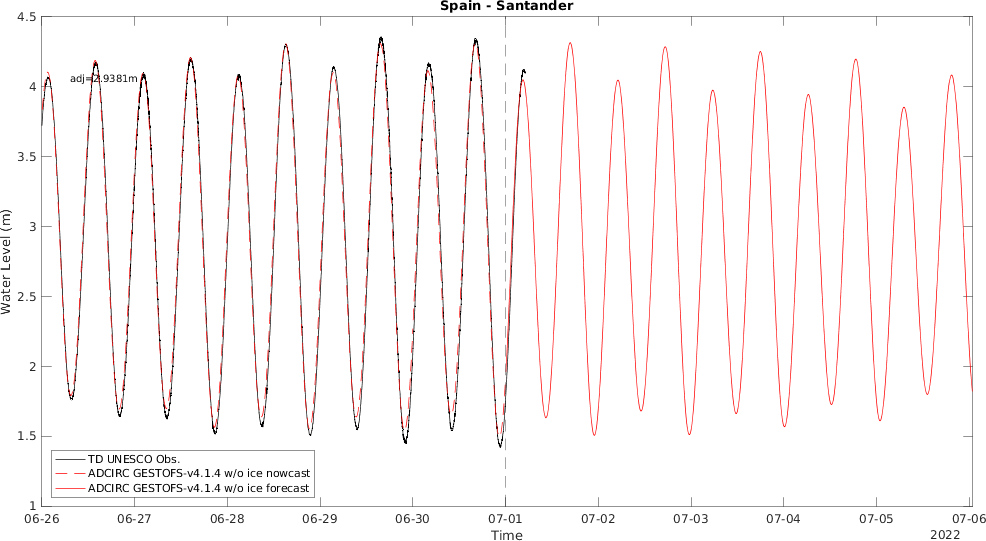 Spain - Santander
4.5
4
3.5
3
2.5
2
1.5
1
Water Level (m)
adj=2.9381m
TD UNESCO Obs.
ADCIRC GESTOFS-v4.1.4 w/o ice nowcast
ADCIRC GESTOFS-v4.1.4 w/o ice forecast
06-26 06-27 06-28 06-29 06-30 07-01 07-02 07-03 07-04 07-05 07-06
Time
2022